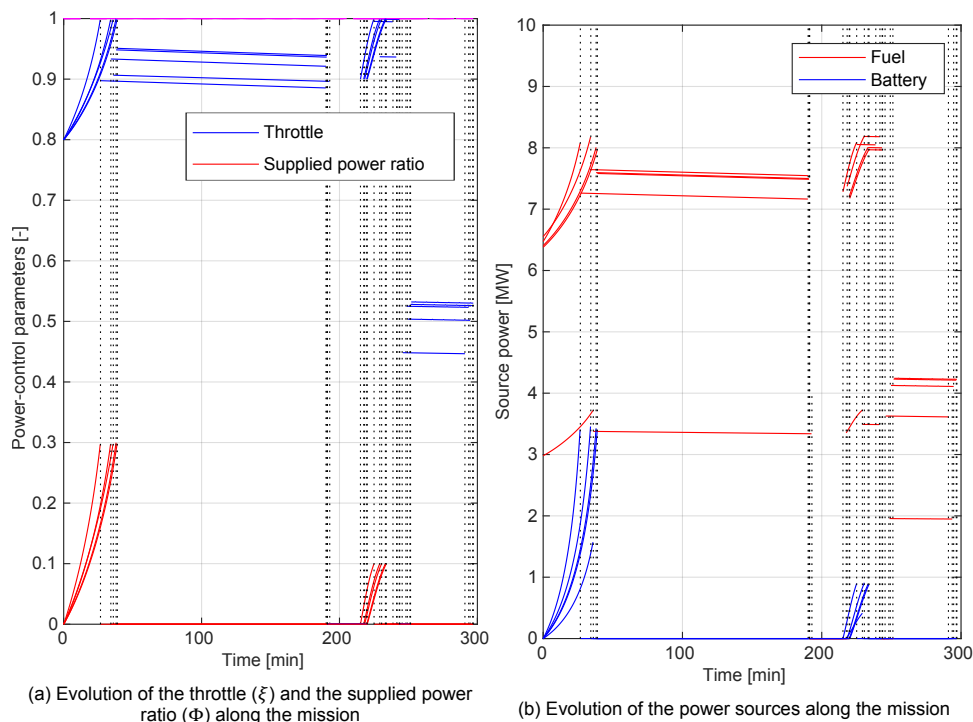 1
0.9
0.8
0.7
0.6
0.5
0.4
0.3
0.2
0.1
0
Power-control parameters [-]
Throttle
Supplied power ratio
0 100 200 300
Time [min]
(a) Evolution of the throttle (ξ) and the supplied power
ratio (Φ) along the mission
10
9
8
7
6
5
4
3
2
1
0
Source power [MW]
Fuel
Battery
0 100 200 300
Time [min]
(b) Evolution of the power sources along the mission